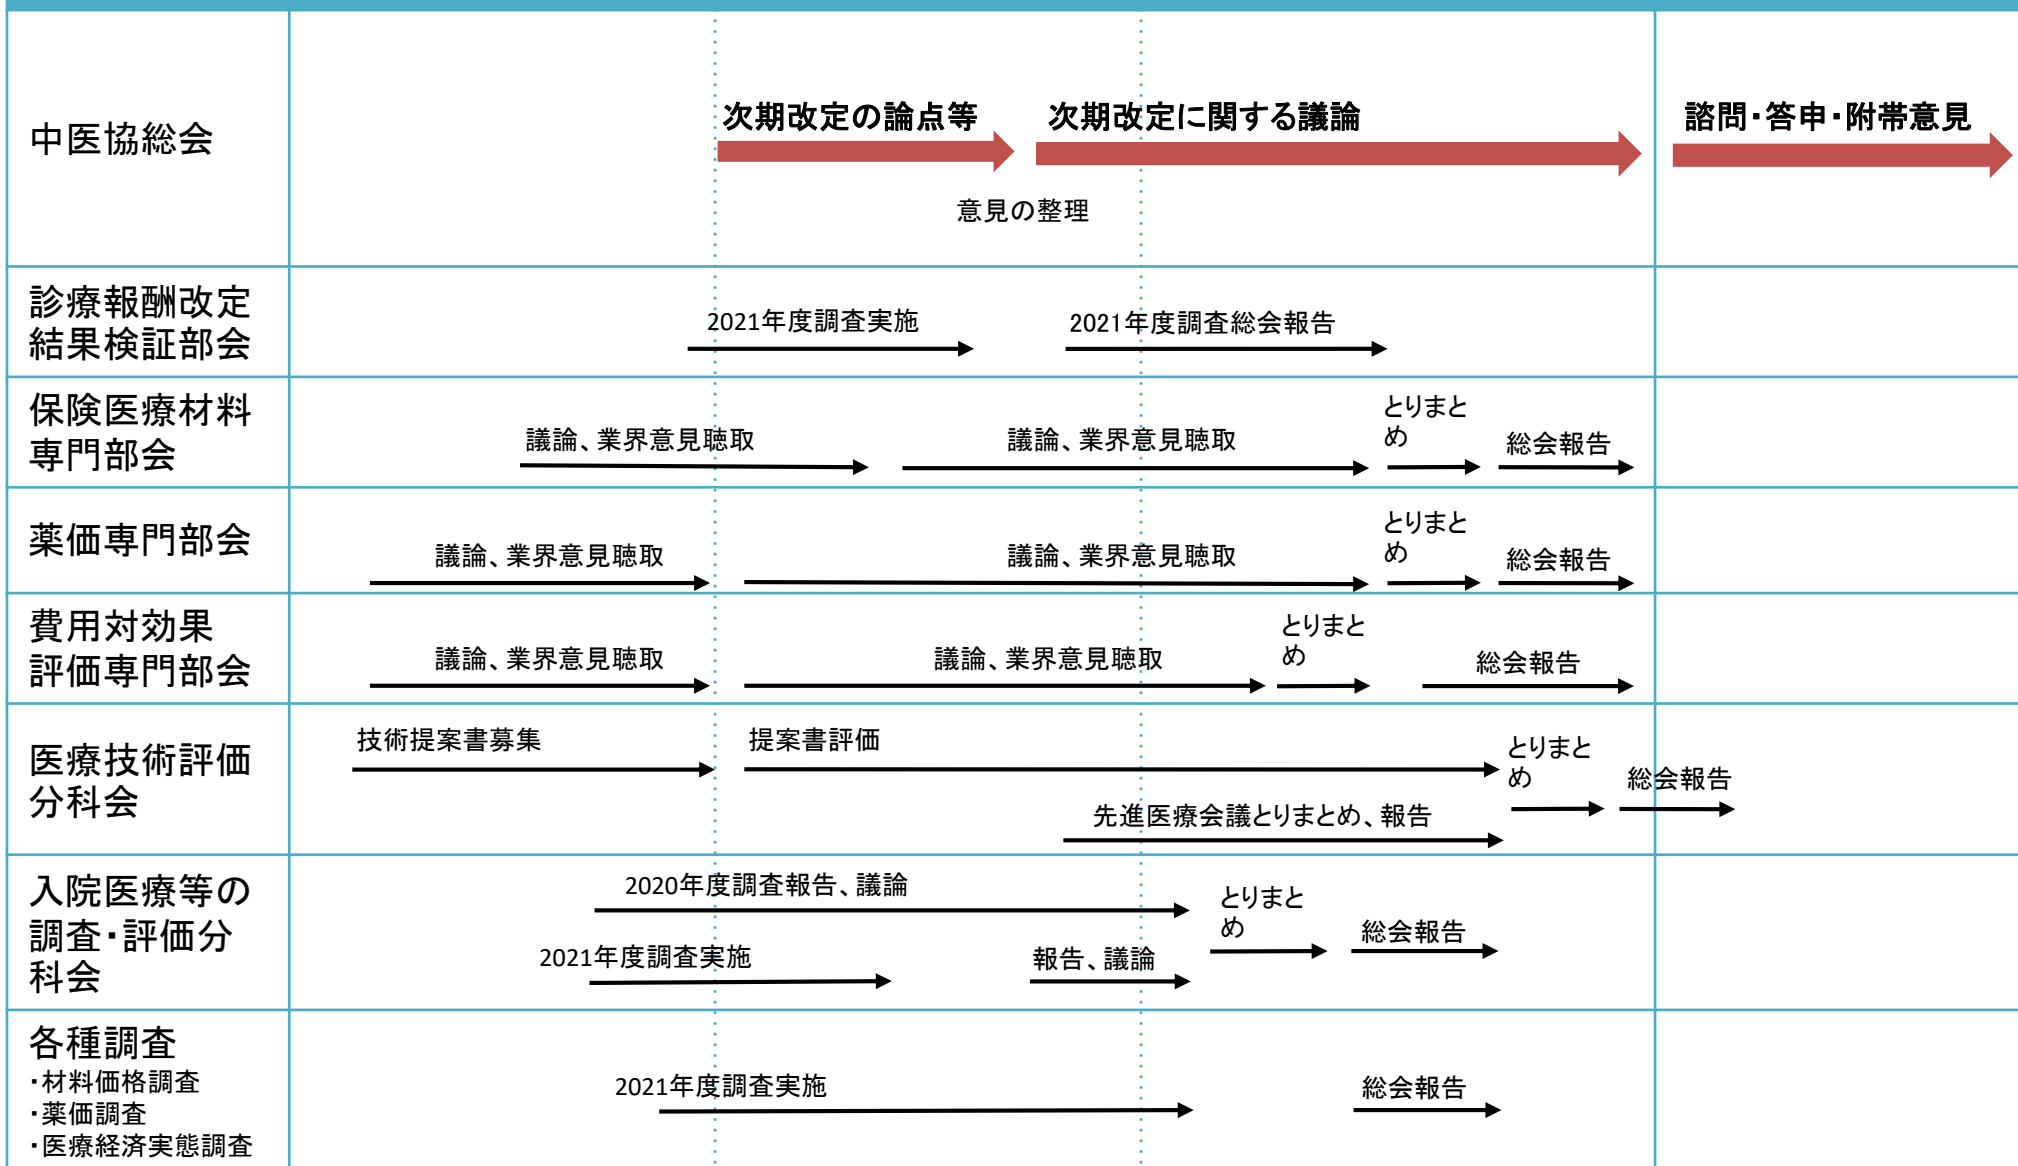 中医協総会
次期改定の論点等
次期改定に関する議論
諮問・答申・附帯意見
意見の整理
診療報酬改定
結果検証部会
2021年度調査実施
2021年度調査総会報告
保険医療材料
専門部会
議論、業界意見聴取
議論、業界意見聴取
とりまと
め
総会報告
薬価専門部会
議論、業界意見聴取
議論、業界意見聴取
とりまと
め
総会報告
費用対効果
評価専門部会
議論、業界意見聴取
議論、業界意見聴取
とりまと
め
総会報告
医療技術評価
分科会
技術提案書募集
提案書評価
先進医療会議とりまとめ、報告
とりまと
め
総会報告
入院医療等の
調査・評価分
科会
2020年度調査報告、議論
2021年度調査実施
報告、議論
とりまと
め
総会報告
各種調査
・材料価格調査
・薬価調査
・医療経済実態調査
2021年度調査実施
総会報告